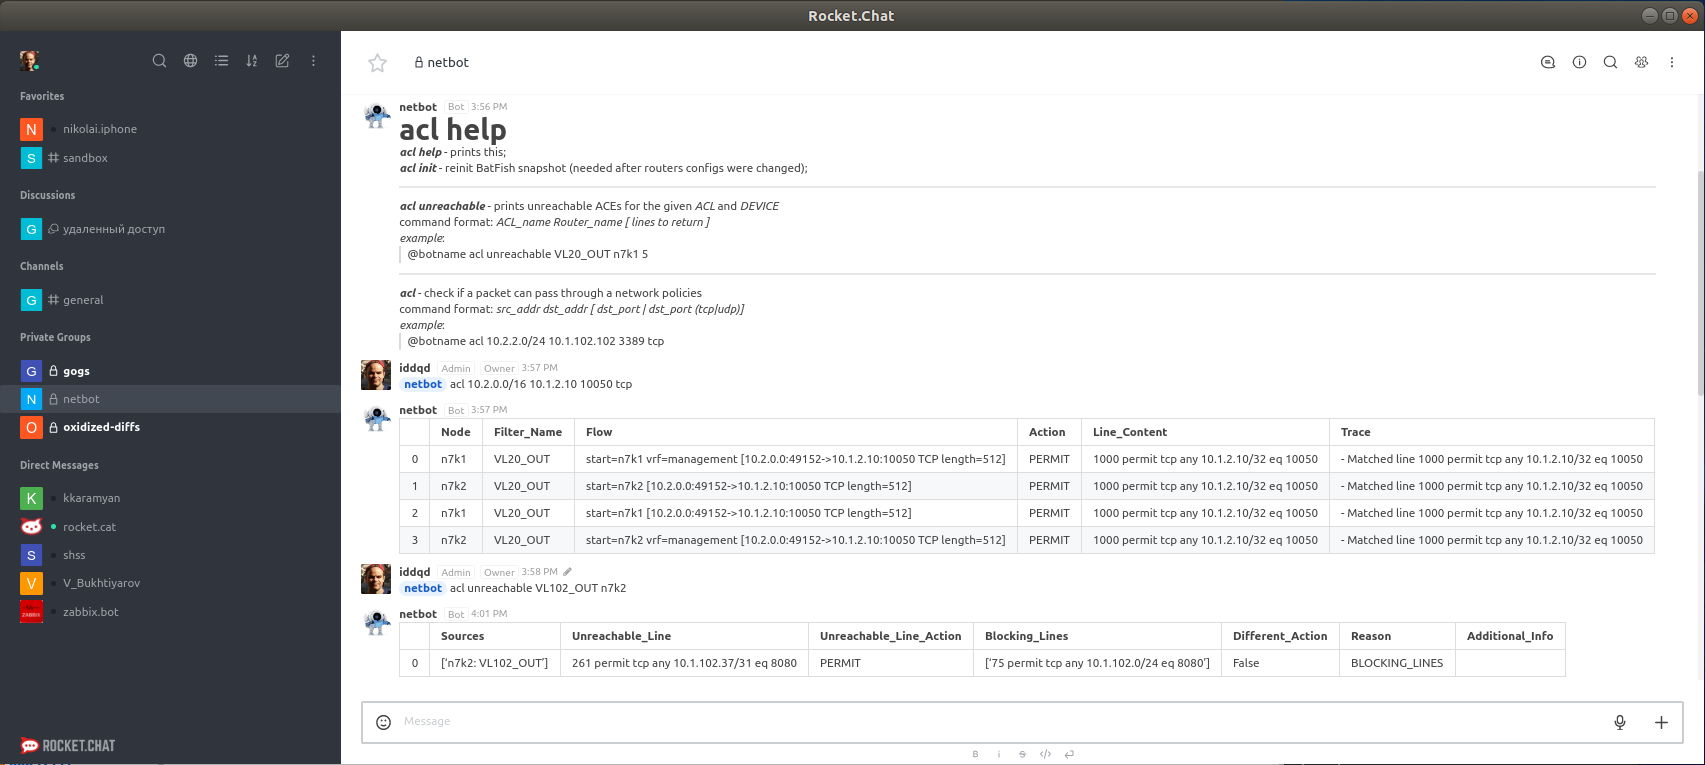 Rocket.Chat
Favorites
N nikolai.iphone
S sandbox
Discussions
G удаленный доступ
Channels
G general
Private Groups
G gogs
N netbot
O oxidized-diffs
Direct Messages
K kkaramyan
rocket.cat
S shss
V V_Bukhtiyarov
ZABBIX zabbix.bot
ROCKET.CHAT
netbot
netbot Bot 3:56 PM
acl help
acl help - prints this;
acl init - reinit BatFish snapshot (needed after routers configs were changed);
acl unreachable - prints unreachable ACEs for the given ACL and DEVICE
command format: ACL_name Router_name [ lines to return ]
example:
@botname acl unreachable VL20_OUT n7k1 5
acl - check if a packet can pass through a network policies
command format: src_addr dst_addr [ dst_port | dst_port (tcp|udp)]
example:
@botname acl 10.2.2.0/24 10.1.102.102 3389 tcp
iddqd Admin Owner 3:57 PM
netbot acl 10.2.0.0/16 10.1.2.10 10050 tcp
netbot Bot 3:57 PM
Node Filter_Name Flow Action Line_Content Trace
0 n7k1 VL20_OUT start=n7k1 vrf=management [10.2.0.0:49152->10.1.2.10:10050 TCP length=512] PERMIT 1000 permit tcp any 10.1.2.10/32 eq 10050 - Matched line 1000 permit tcp any 10.1.2.10/32 eq 10050
1 n7k2 VL20_OUT start=n7k2 [10.2.0.0:49152->10.1.2.10:10050 TCP length=512] PERMIT 1000 permit tcp any 10.1.2.10/32 eq 10050 - Matched line 1000 permit tcp any 10.1.2.10/32 eq 10050
2 n7k1 VL20_OUT start=n7k1 [10.2.0.0:49152->10.1.2.10:10050 TCP length=512] PERMIT 1000 permit tcp any 10.1.2.10/32 eq 10050 - Matched line 1000 permit tcp any 10.1.2.10/32 eq 10050
3 n7k2 VL20_OUT start=n7k2 vrf=management [10.2.0.0:49152->10.1.2.10:10050 TCP length=512] PERMIT 1000 permit tcp any 10.1.2.10/32 eq 10050 - Matched line 1000 permit tcp any 10.1.2.10/32 eq 10050
iddqd Admin Owner 3:58 PM
netbot acl unreachable VL102_OUT n7k2
netbot Bot 4:01 PM
Sources Unreachable_Line Unreachable_Line_Action Blocking_Lines Different_Action Reason Additional_Info
0 ['n7k2: VL102_OUT'] 261 permit tcp any 10.1.102.37/31 eq 8080 PERMIT ['75 permit tcp any 10.1.102.0/24 eq 8080'] False BLOCKING_LINES
Message
B i S </>